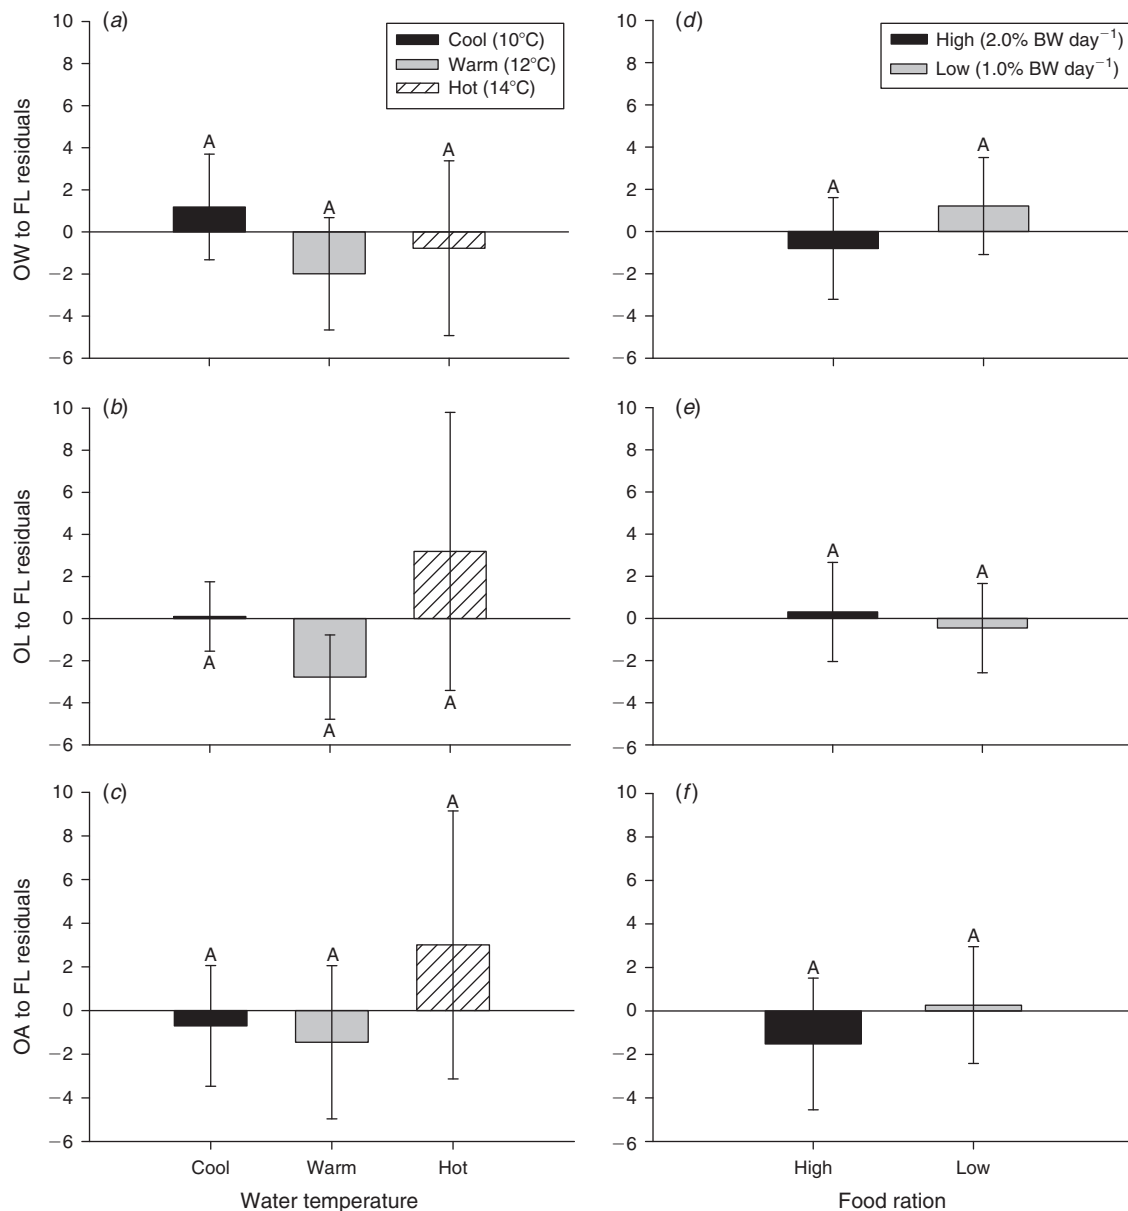 (a)
Cool (10°C)
Warm (12°C)
Hot (14°C)
OW to FL residuals
10
8
6
4
2
0
−2
−4
−6
A
A
A
(d)
High (2.0% BW day⁻¹)
Low (1.0% BW day⁻¹)
10
8
6
4
2
0
−2
−4
−6
A
A
(b)
OL to FL residuals
10
8
6
4
2
0
−2
−4
−6
A
A
A
(e)
10
8
6
4
2
0
−2
−4
−6
A
A
(c)
OA to FL residuals
10
8
6
4
2
0
−2
−4
−6
A
A
A
Cool Warm Hot
Water temperature
(f)
10
8
6
4
2
0
−2
−4
−6
A
A
High Low
Food ration